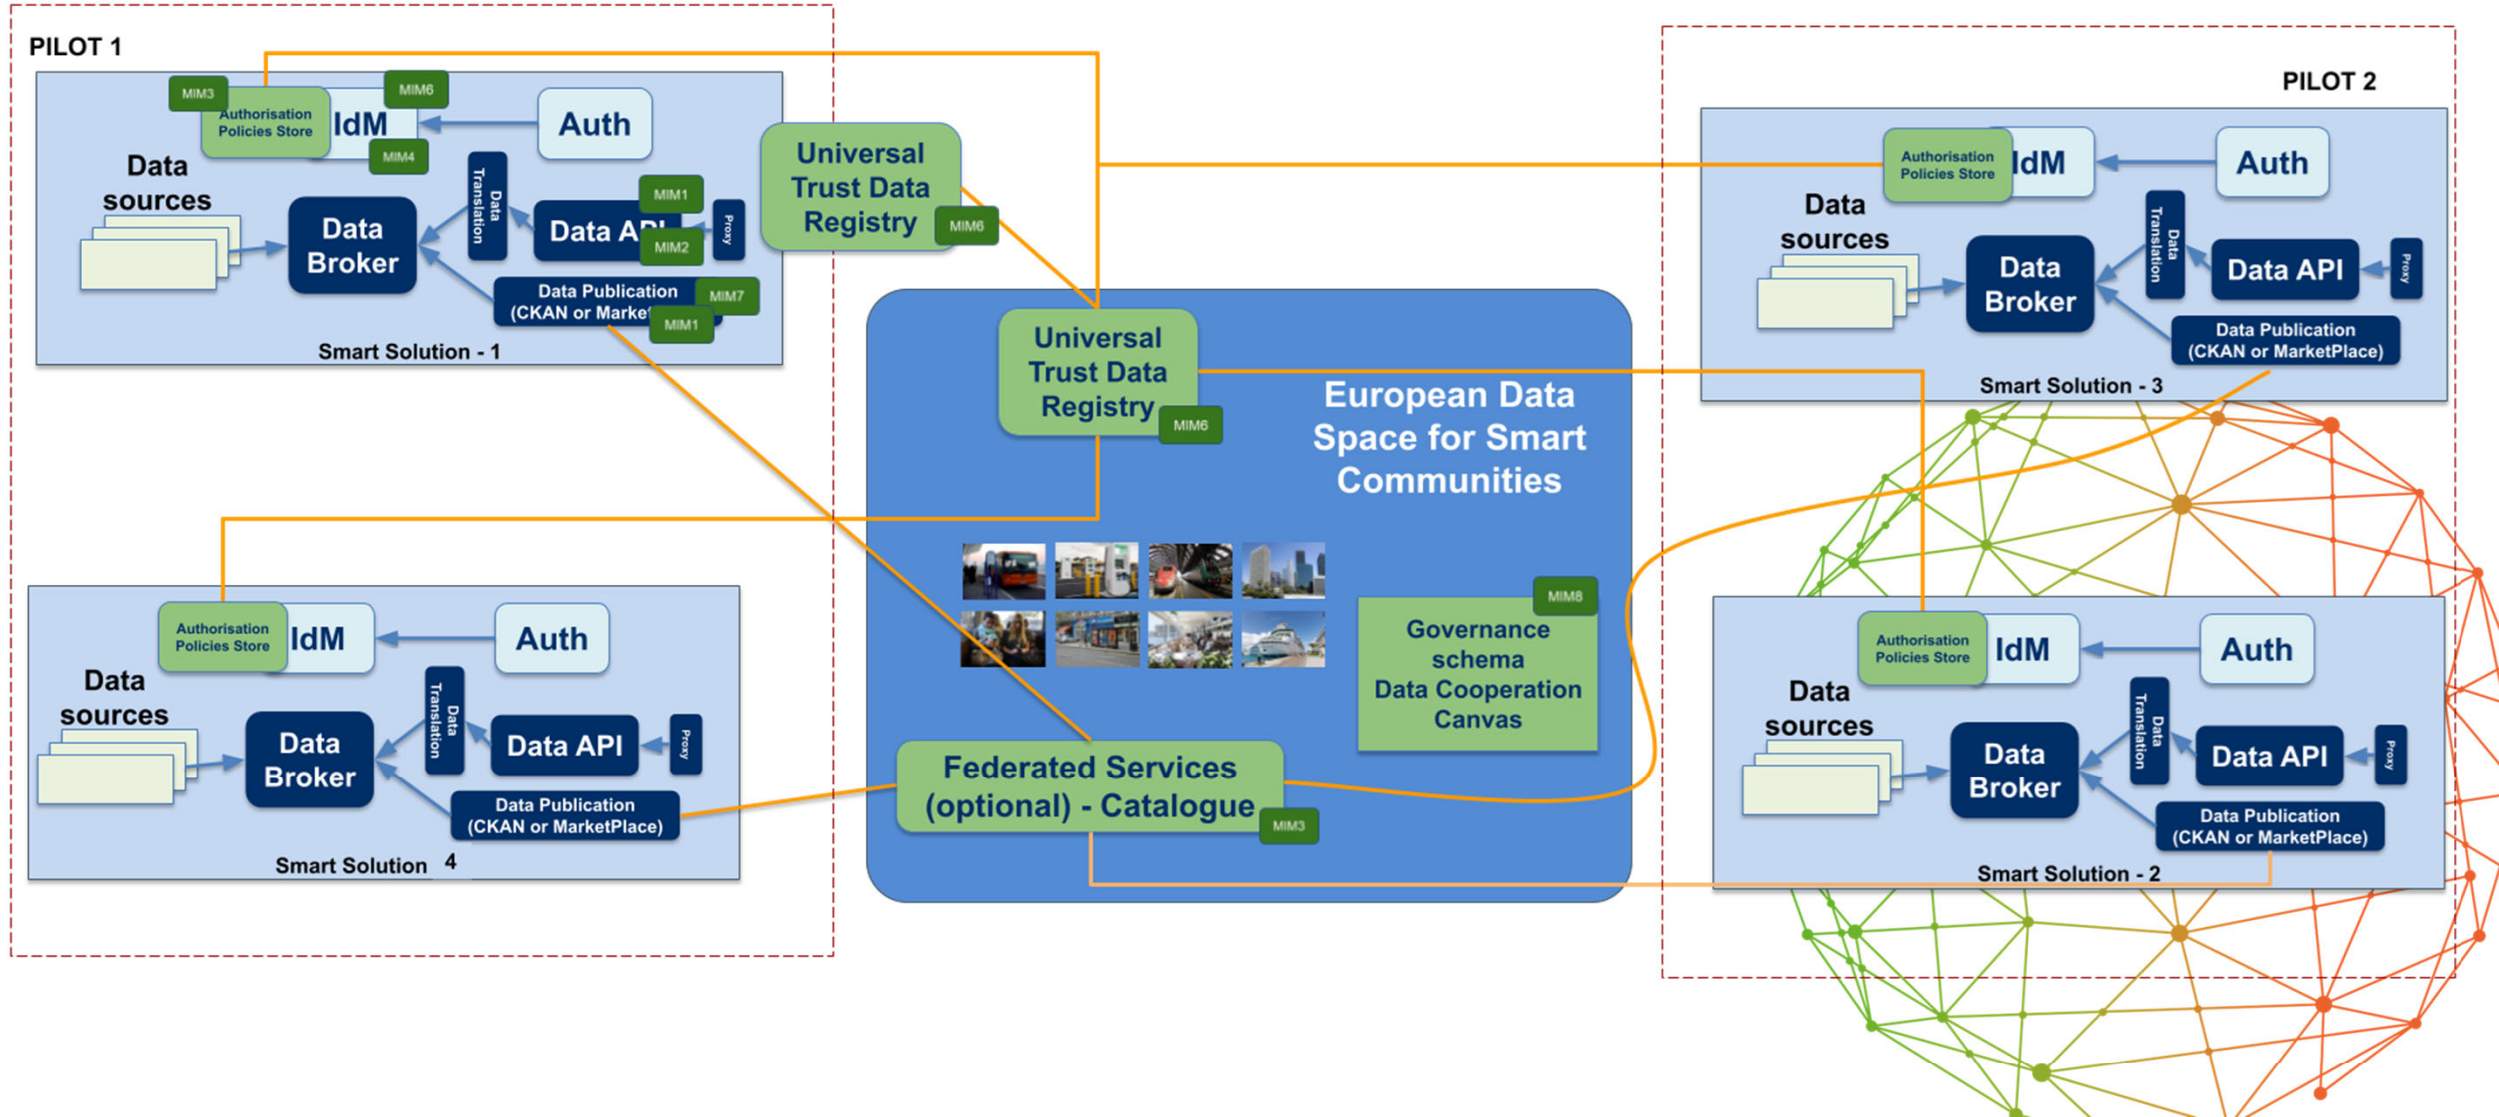 PILOT 1
MIM3
MIM6
Authorisation
Policies Store
IdM
MIM4
Auth
Data
sources
Data
Broker
Data
Translation
MIM1
Data API
MIM2
Proxy
Data Publication
(CKAN or Marke
MIM7
MIM1
Smart Solution - 1
Universal
Trust Data
Registry
MIM6
Authorisation
Policies Store
IdM
Auth
Data
sources
Data
Broker
Data
Translation
Data API
Proxy
Data Publication
(CKAN or MarketPlace)
Smart Solution 4
Universal
Trust Data
Registry
MIM6
European Data
Space for Smart
Communities
MIM8
Governance
schema
Data Cooperation
Canvas
Federated Services
(optional) - Catalogue
MIM3
PILOT 2
Authorisation
Policies Store
IdM
Auth
Data
sources
Data
Broker
Data
Translation
Data API
Proxy
Data Publication
(CKAN or MarketPlace)
Smart Solution - 3
Authorisation
Policies Store
IdM
Auth
Data
sources
Data
Broker
Data
Translation
Data API
Proxy
Data Publication
(CKAN or MarketPlace)
Smart Solution - 2